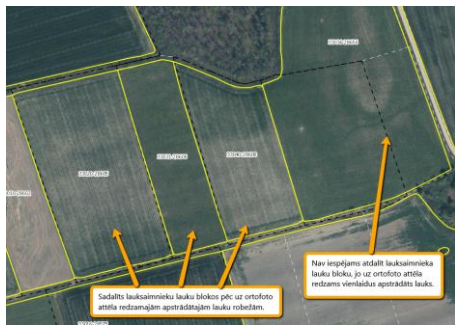 Nav iespējams atdalīt lauksaimnieka
lauku bloku, jo uz ortofoto attēla
redzams vienlaidus apstrādāts lauks.
Sadalīts lauksaimnieku lauku blokos pēc uz ortofoto
attēla redzamajām apstrādātajām lauku robežām.